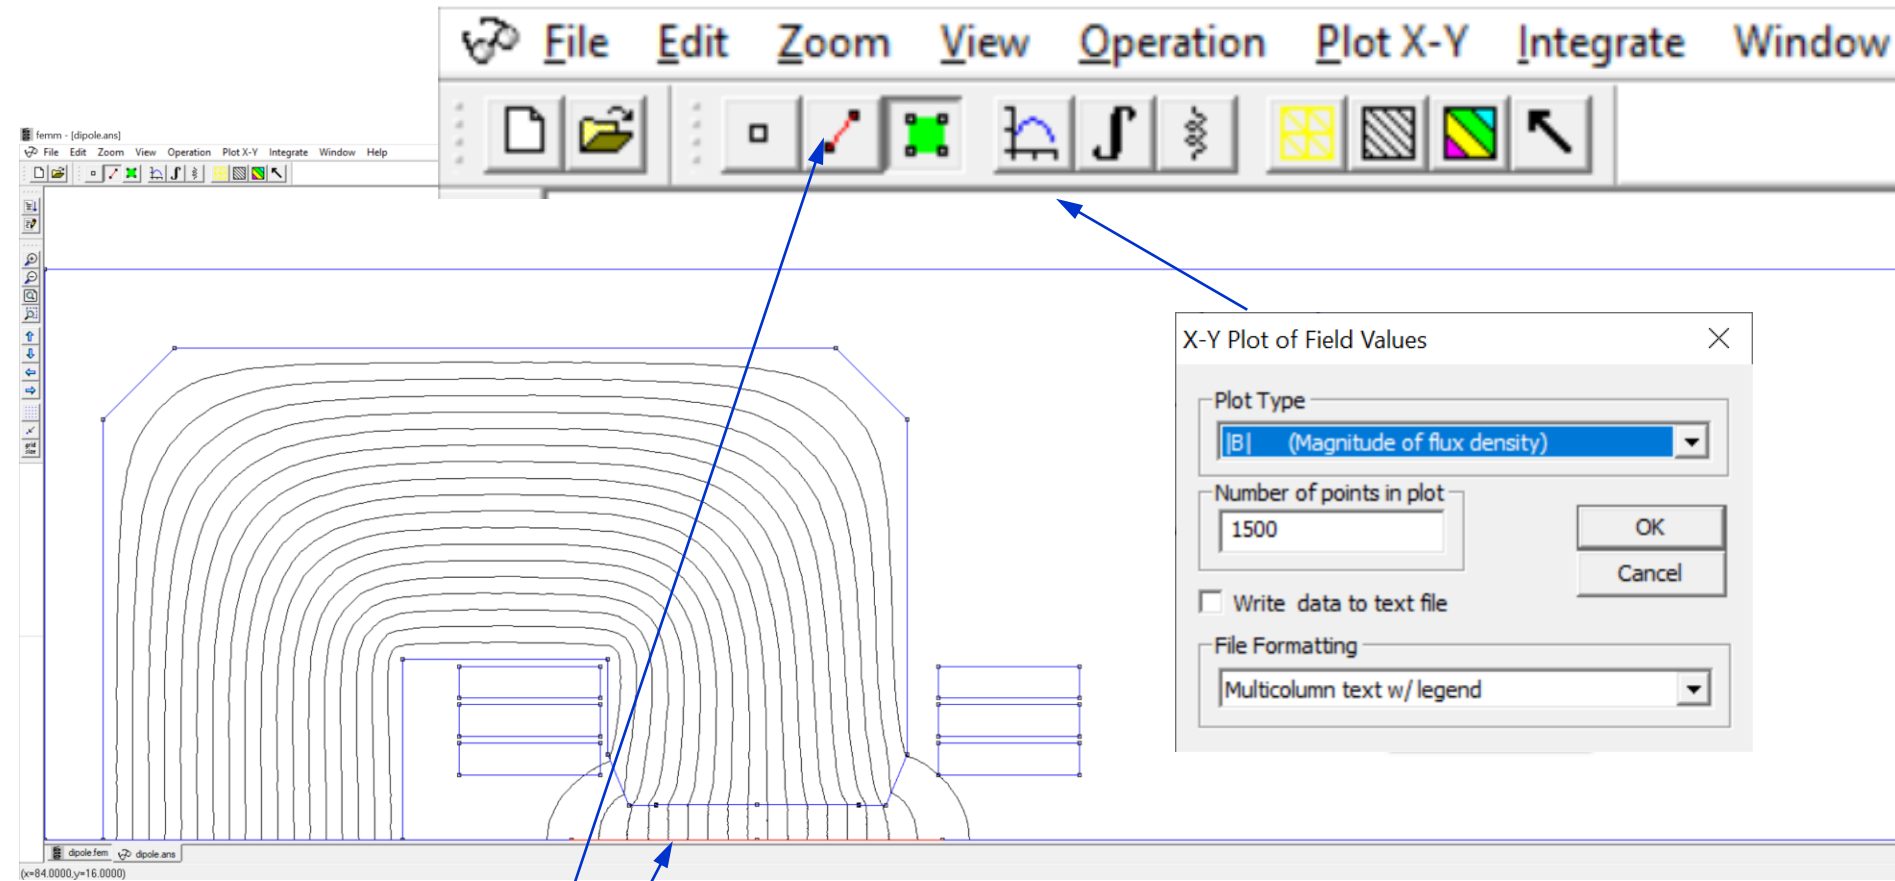 File Edit Zoom View Operation Plot X-Y Integrate Window
femm - [dipole.ans]
File Edit Zoom View Operation Plot X-Y Integrate Window Help
X-Y Plot of Field Values
Plot Type
|B| (Magnitude of flux density)
Number of points in plot
1500
OK
Cancel
Write data to text file
File Formatting
Multicolumn text w/ legend
grid
size
dipole.fem dipole.ans
(x=84.0000,y=16.0000)